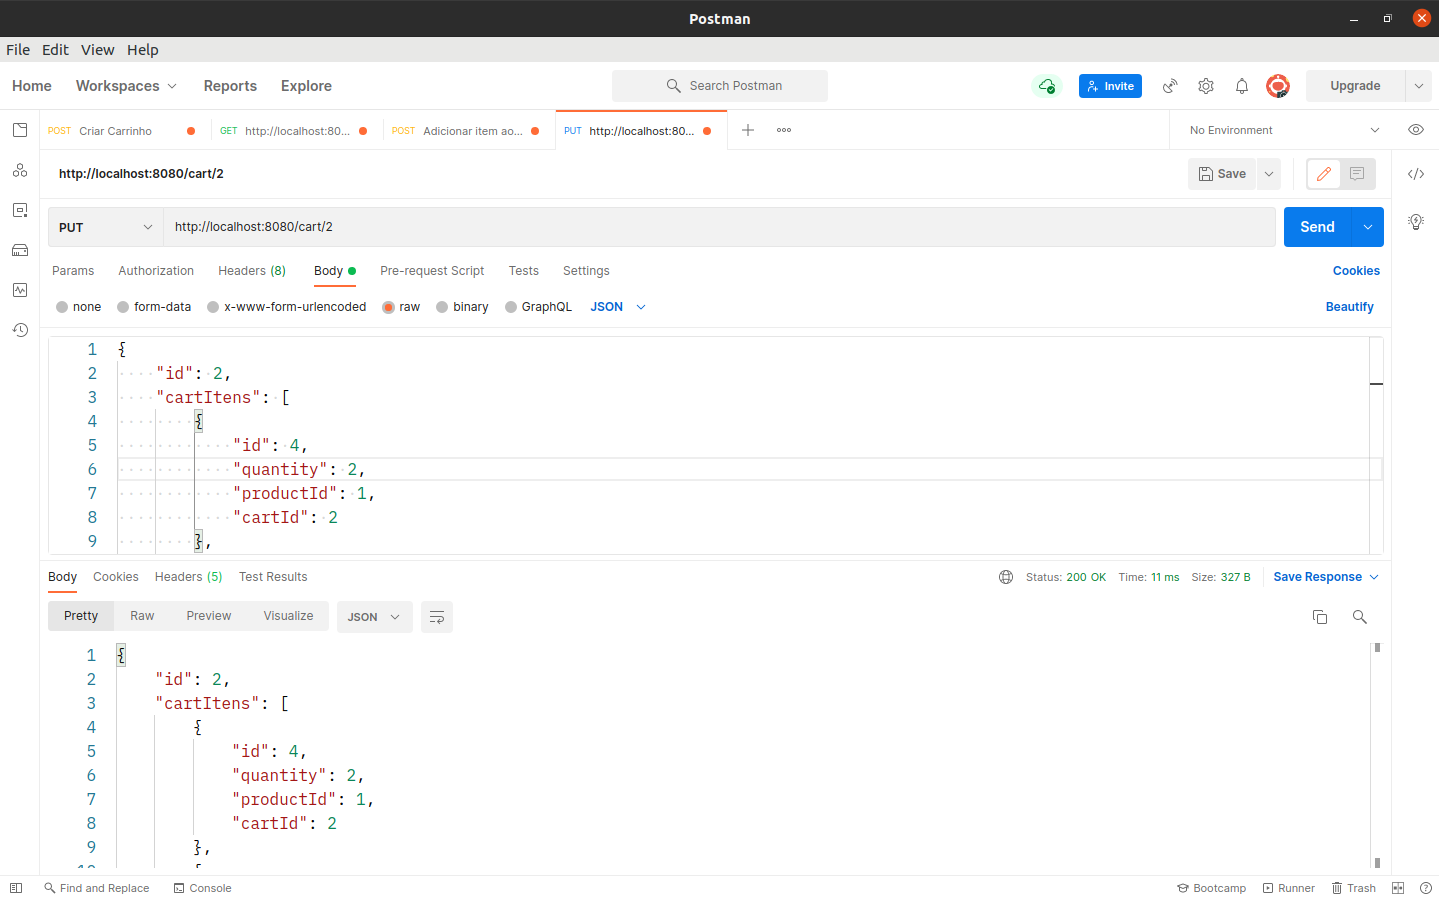 Postman
File Edit View Help
Home Workspaces Reports Explore Search Postman Invite Upgrade
POST Criar Carrinho GET http://localhost:80... POST Adicionar item ao... PUT http://localhost:80... No Environment
http://localhost:8080/cart/2 Save
PUT http://localhost:8080/cart/2 Send
Params Authorization Headers (8) Body Pre-request Script Tests Settings Cookies
none form-data x-www-form-urlencoded raw binary GraphQL JSON Beautify
1 {
2 "id": 2,
3 "cartItens": [
4 {
5 "id": 4,
6 "quantity": 2,
7 "productId": 1,
8 "cartId": 2
9 },
Body Cookies Headers (5) Test Results Status: 200 OK Time: 11 ms Size: 327 B Save Response
Pretty Raw Preview Visualize JSON
1 {
2 "id": 2,
3 "cartItens": [
4 {
5 "id": 4,
6 "quantity": 2,
7 "productId": 1,
8 "cartId": 2
9 },
Find and Replace Console Bootcamp Runner Trash